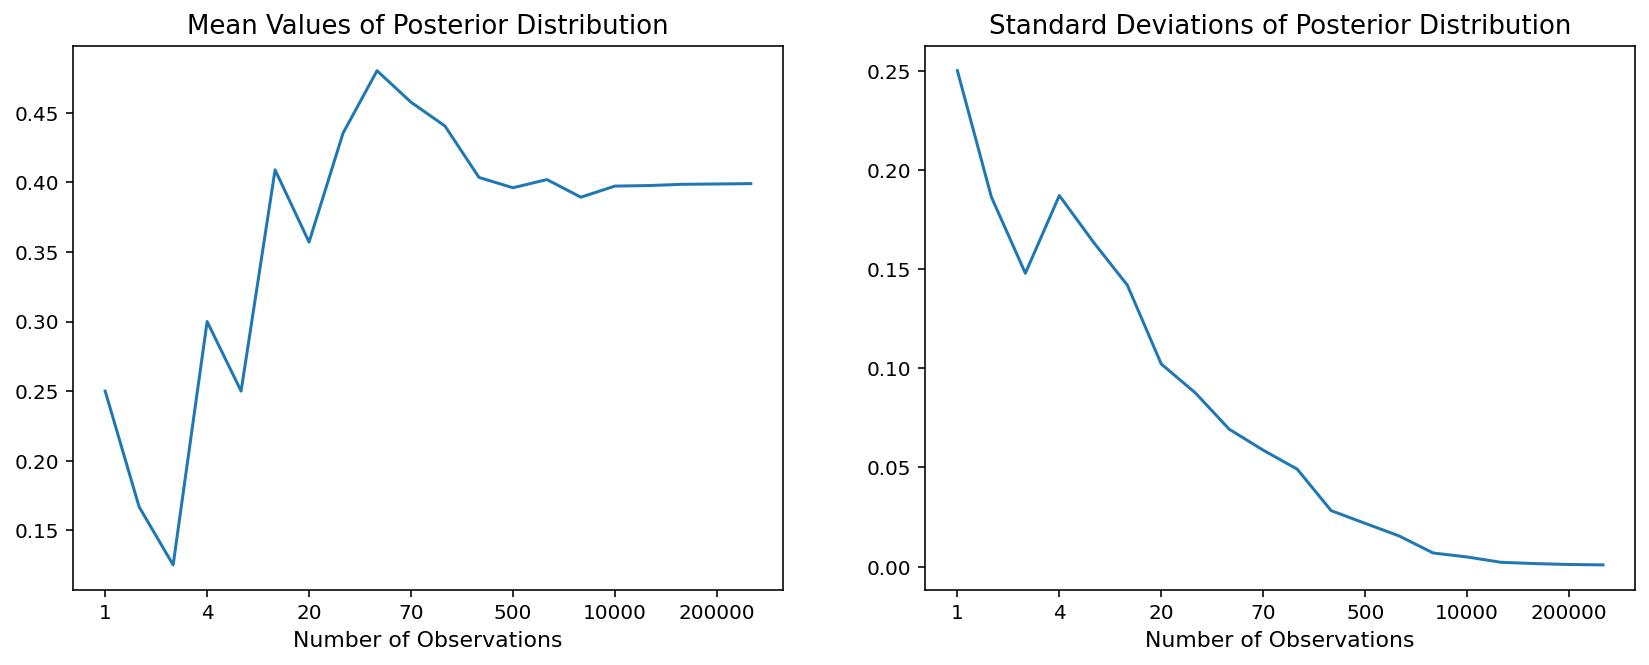 Mean Values of Posterior Distribution
0.45
0.40
0.35
0.30
0.25
0.20
0.15
1 4 20 70 500 10000 200000
Number of Observations
Standard Deviations of Posterior Distribution
0.25
0.20
0.15
0.10
0.05
0.00
1 4 20 70 500 10000 200000
Number of Observations